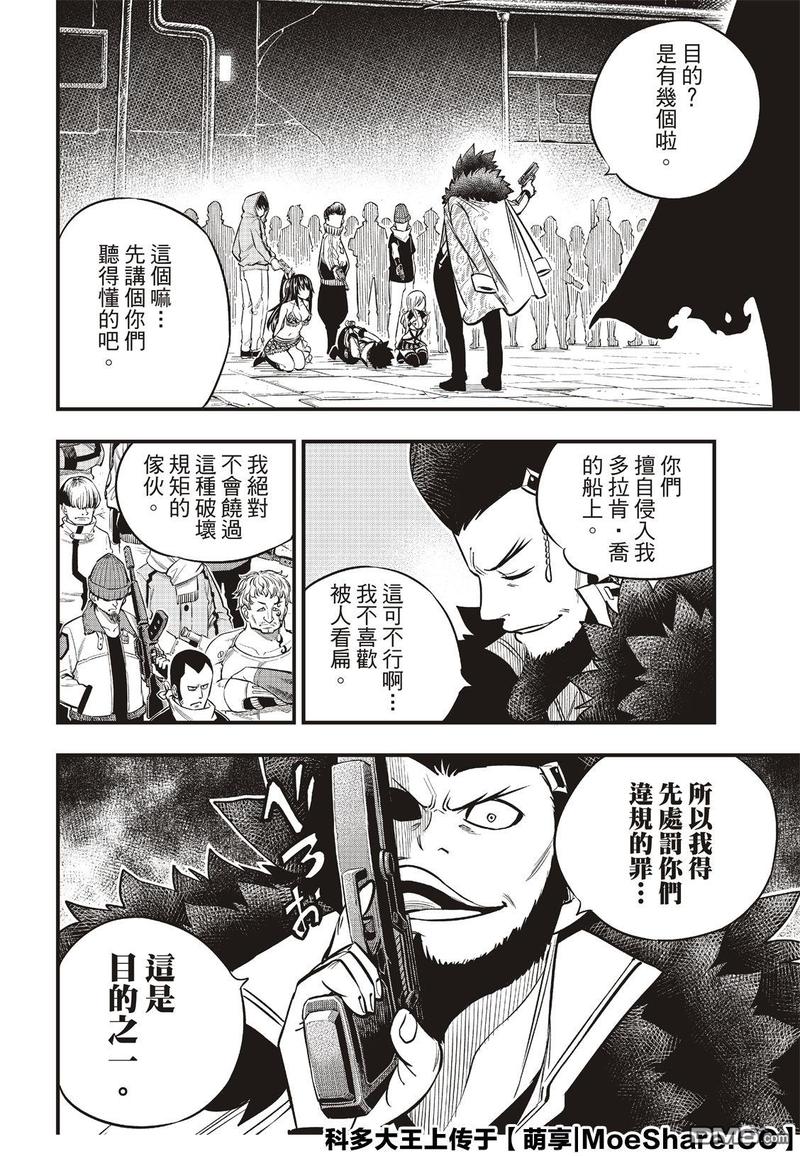 目的?
是有幾個啦。
這個嘛…
先講個你們
聽得懂的吧。
你們
擅自侵入我
多拉肯·喬
的船上。
這可不行啊…
我不喜歡
被人看扁。
我絕對
不會饒過
這種破壞
規矩的
傢伙。
所以我得
先處罰你們
違規的罪…
べろお
這是
目的之一。
科多大王上传于【萌享|MoeShare.CC】